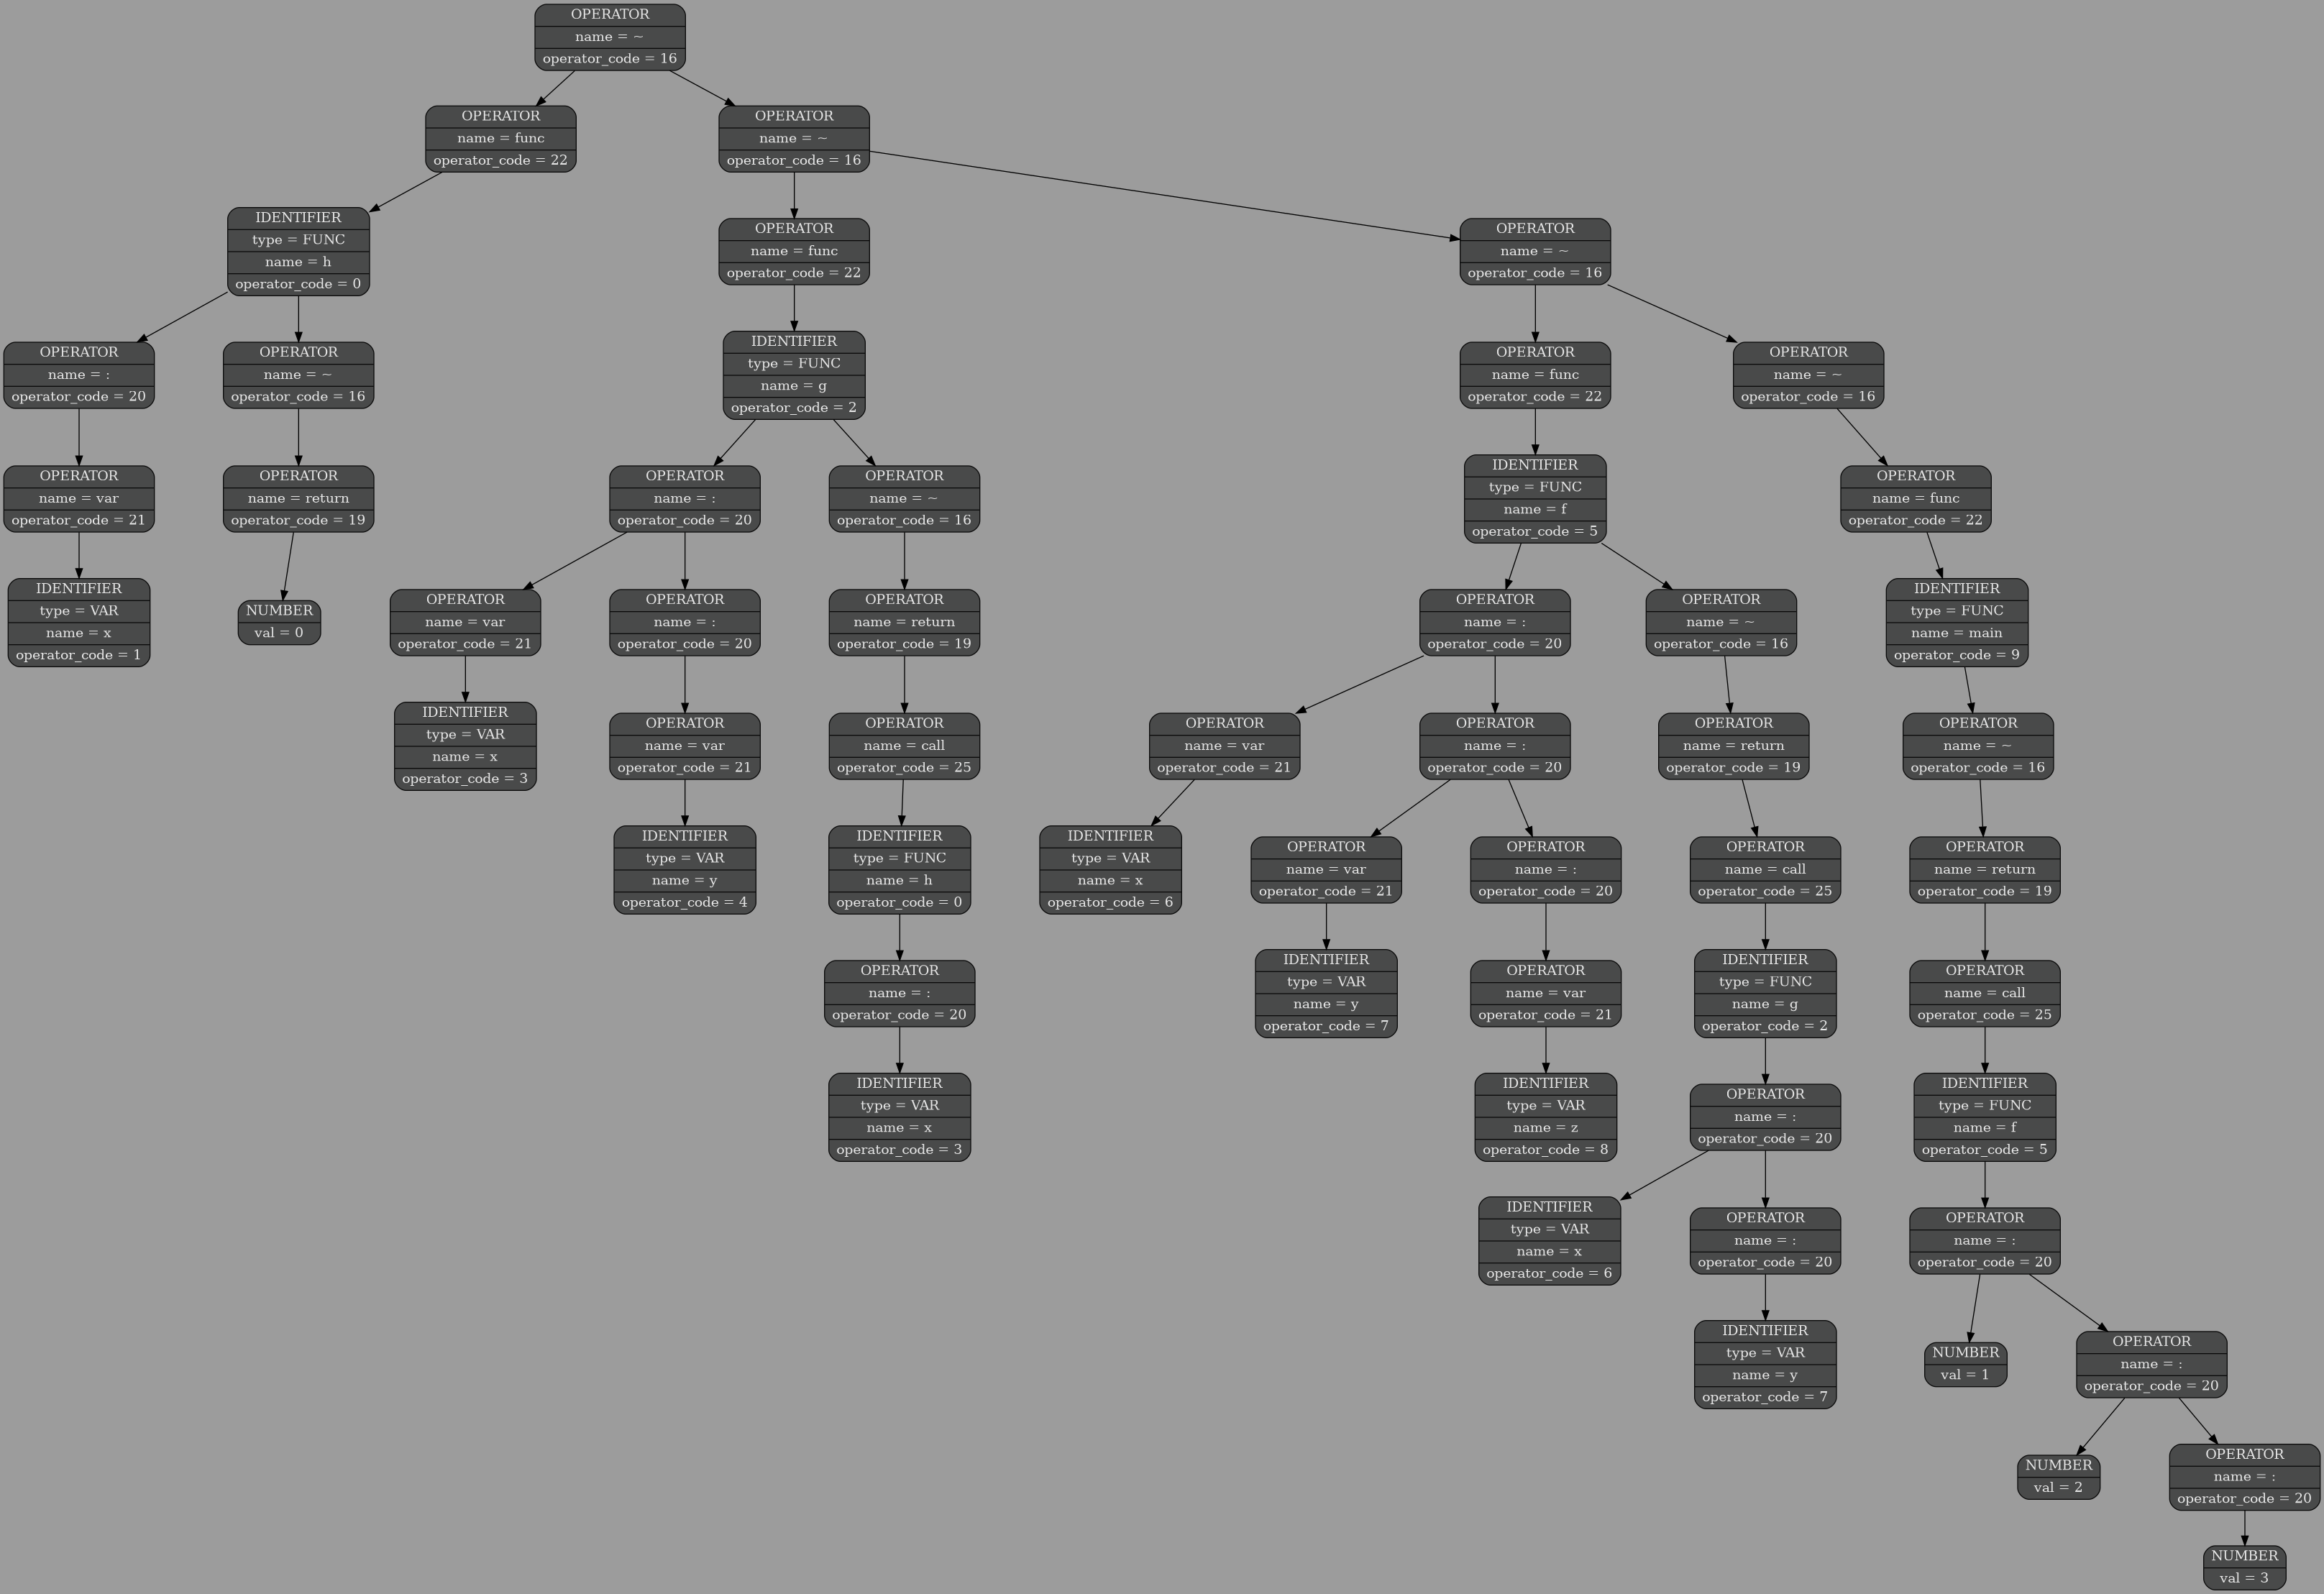 OPERATOR
name = ~
operator_code = 16
OPERATOR
name = func
operator_code = 22
OPERATOR
name = ~
operator_code = 16
IDENTIFIER
type = FUNC
name = h
operator_code = 0
OPERATOR
name = func
operator_code = 22
OPERATOR
name = ~
operator_code = 16
OPERATOR
name = :
operator_code = 20
OPERATOR
name = ~
operator_code = 16
IDENTIFIER
type = FUNC
name = g
operator_code = 2
OPERATOR
name = func
operator_code = 22
OPERATOR
name = ~
operator_code = 16
OPERATOR
name = var
operator_code = 21
OPERATOR
name = return
operator_code = 19
OPERATOR
name = :
operator_code = 20
OPERATOR
name = ~
operator_code = 16
IDENTIFIER
type = FUNC
name = f
operator_code = 5
OPERATOR
name = func
operator_code = 22
IDENTIFIER
type = VAR
name = x
operator_code = 1
NUMBER
val = 0
OPERATOR
name = var
operator_code = 21
OPERATOR
name = :
operator_code = 20
OPERATOR
name = return
operator_code = 19
OPERATOR
name = :
operator_code = 20
OPERATOR
name = ~
operator_code = 16
IDENTIFIER
type = FUNC
name = main
operator_code = 9
IDENTIFIER
type = VAR
name = x
operator_code = 3
OPERATOR
name = var
operator_code = 21
OPERATOR
name = call
operator_code = 25
OPERATOR
name = var
operator_code = 21
OPERATOR
name = :
operator_code = 20
OPERATOR
name = return
operator_code = 19
OPERATOR
name = ~
operator_code = 16
IDENTIFIER
type = VAR
name = y
operator_code = 4
IDENTIFIER
type = FUNC
name = h
operator_code = 0
IDENTIFIER
type = VAR
name = x
operator_code = 6
OPERATOR
name = var
operator_code = 21
OPERATOR
name = :
operator_code = 20
OPERATOR
name = call
operator_code = 25
OPERATOR
name = return
operator_code = 19
OPERATOR
name = :
operator_code = 20
IDENTIFIER
type = VAR
name = y
operator_code = 7
OPERATOR
name = var
operator_code = 21
IDENTIFIER
type = FUNC
name = g
operator_code = 2
OPERATOR
name = call
operator_code = 25
IDENTIFIER
type = VAR
name = x
operator_code = 3
IDENTIFIER
type = VAR
name = z
operator_code = 8
OPERATOR
name = :
operator_code = 20
IDENTIFIER
type = FUNC
name = f
operator_code = 5
IDENTIFIER
type = VAR
name = x
operator_code = 6
OPERATOR
name = :
operator_code = 20
OPERATOR
name = :
operator_code = 20
IDENTIFIER
type = VAR
name = y
operator_code = 7
NUMBER
val = 1
OPERATOR
name = :
operator_code = 20
NUMBER
val = 2
OPERATOR
name = :
operator_code = 20
NUMBER
val = 3